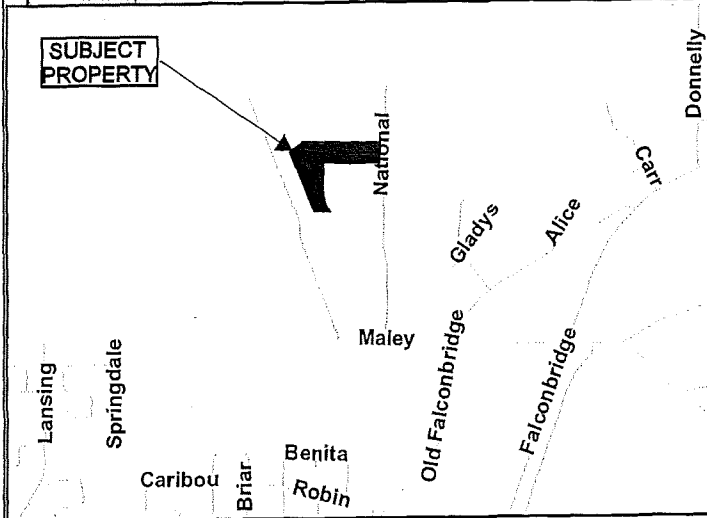 SUBJECT
PROPERTY
Donnelly
National
Carr
Gladys
Alice
Maley
Old Falconbridge
Falconbridge
Lansing
Springdale
Benita
Caribou
Briar
Robin